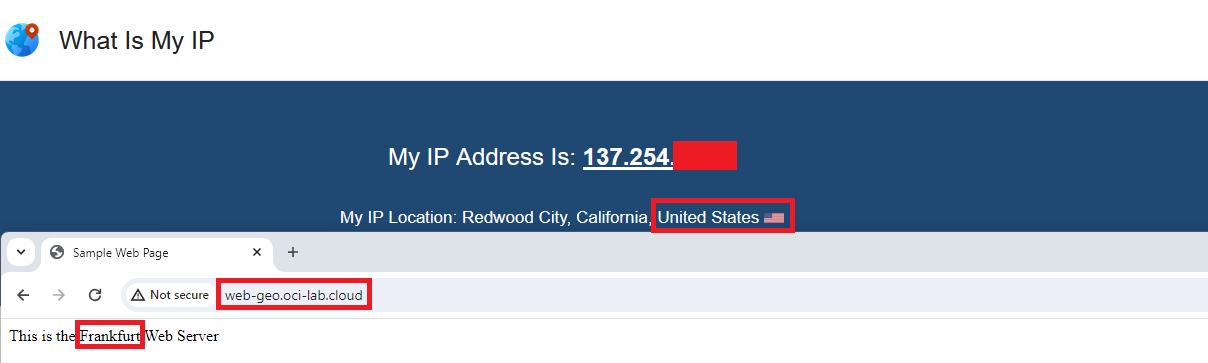 What Is My IP
My IP Address Is: 137.254.
My IP Location: Redwood City, California, United States
Sample Web Page
Not secure
web-geo.oci-lab.cloud
This is the Frankfurt Web Server